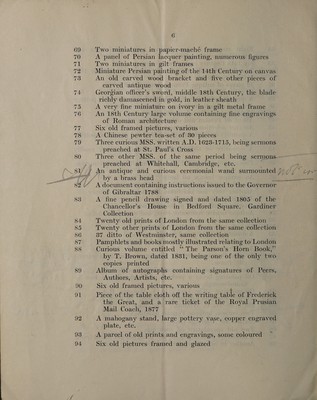 6
69 Two miniatures in papier-maché frame
70 A panel of Persian lacquer painting, numerous figures
71 Two miniatures in gilt frames
72 Miniature Persian painting of the 14th Century on canvas
73 An old carved wood bracket and five other pieces of
carved antique wood
74 Georgian officer's sword, middle 18th Century, the blade
richly damascened in gold, in leather sheath
75 A very fine miniature on ivory in a gilt metal frame
76 An 18th Century large volume containing fine engravings
of Roman architecture
77 Six old framed pictures, various
78 A Chinese pewter tea-set of 30 pieces
79 Three curious MSS. written A.D. 1625-1713, being sermons
preached at St. Paul's Cross
80 Three other MSS. of the same period being sermons
preached at Whitehall, Cambridge, etc.
81 An antique and curious ceremonial wand surmounted
by a brass head
82 A document containing instructions issued to the Governor
of Gibraltar 1788
83 A fine pencil drawing signed and dated 1805 of the
Chancellor's House in Bedford Square. Gardiner
Collection
84 Twenty old prints of London from the same collection
85 Twenty other prints of London from the same collection
86 37 ditto of Westminster, same collection
87 Pamphlets and books mostly illustrated relating to London
88 Curious volume entitled "The Parson's Horn Book,"
by T. Brown, dated 1831, being one of the only two
copies printed
89 Album of autographs containing signatures of Peers,
Authors, Artists, etc.
90 Six old framed pictures, various
91 Piece of the table cloth off the writing table of Frederick
the Great, and a rare ticket of the Royal Prussian
Mail Coach, 1877
92 A mahogany stand, large pottery vase, copper engraved
plate, etc.
93 A parcel of old prints and engravings, some coloured
94 Six old pictures framed and glazed